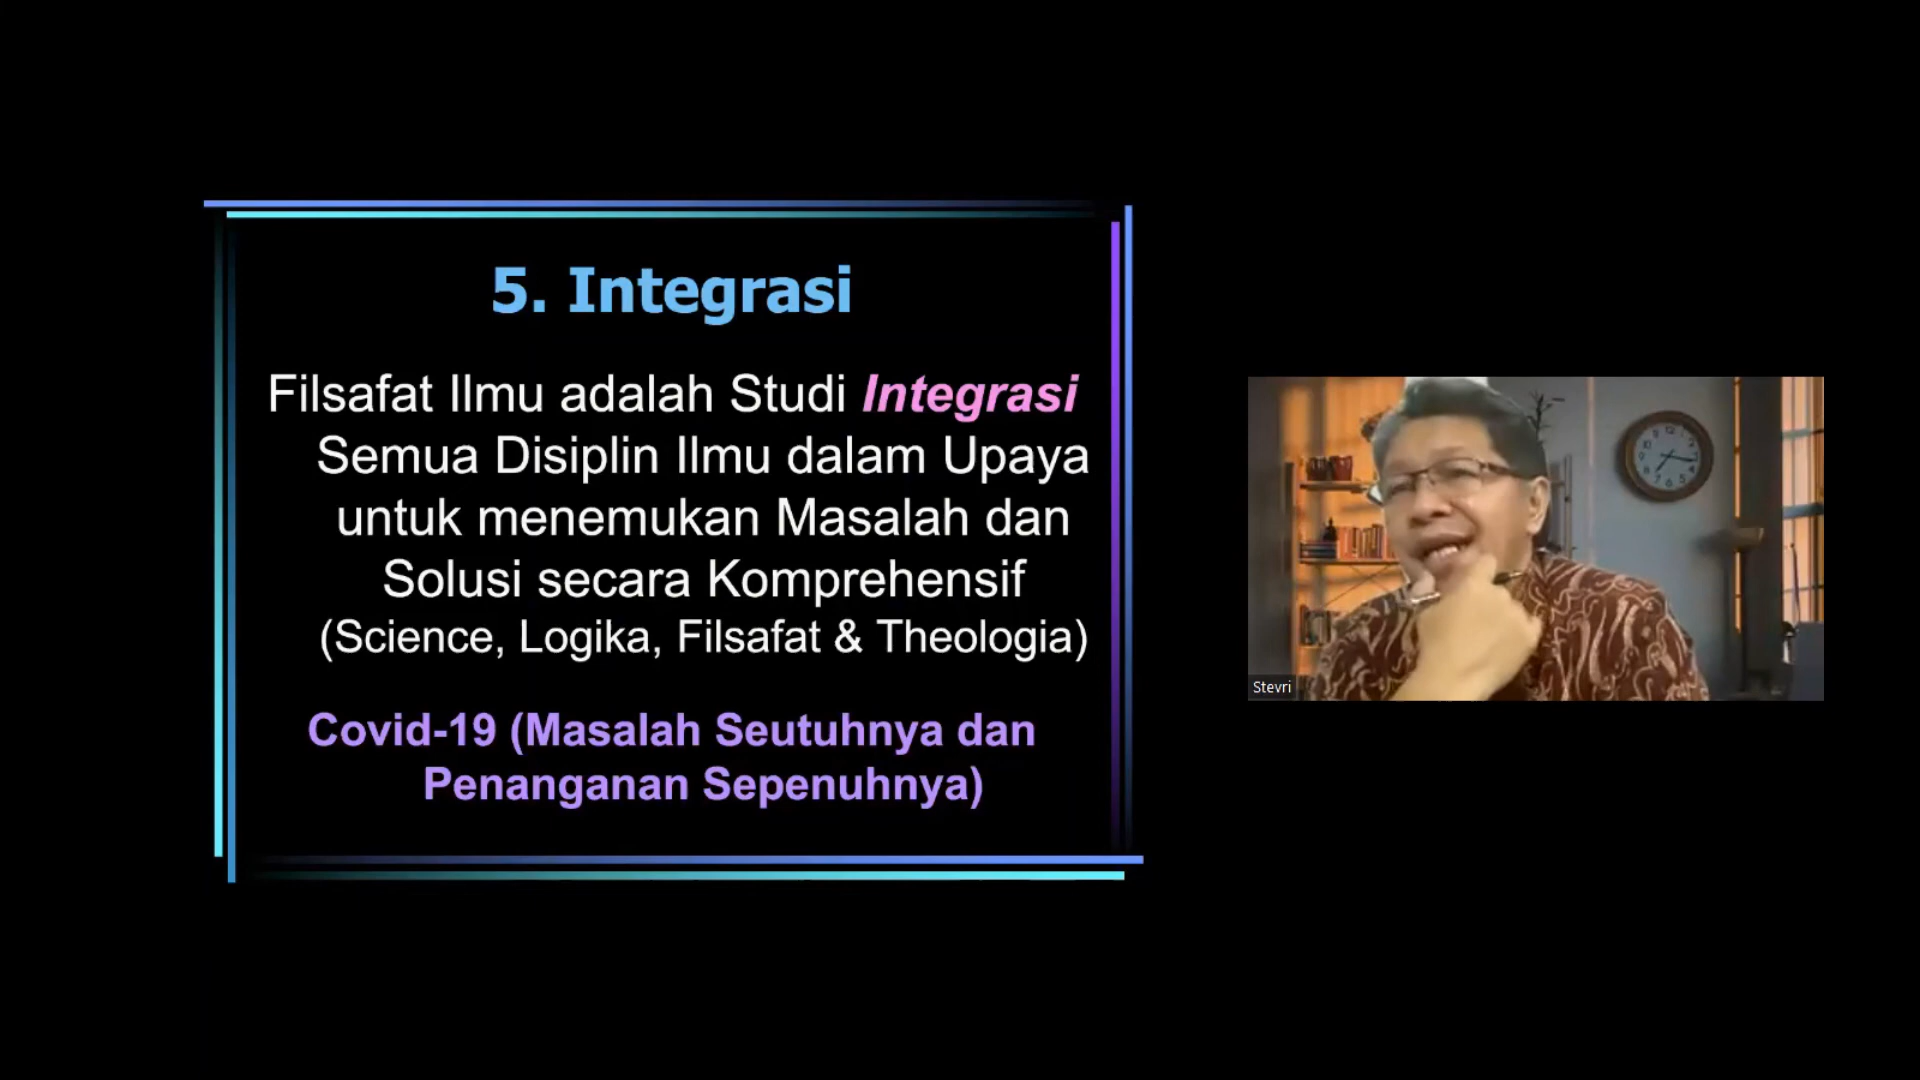 5. Integrasi
Filsafat Ilmu adalah Studi Integrasi
Semua Disiplin Ilmu dalam Upaya
untuk menemukan Masalah dan
Solusi secara Komprehensif
(Science, Logika, Filsafat & Theologia)
Covid-19 (Masalah Seutuhnya dan
Penanganan Sepenuhnya)
Stevri